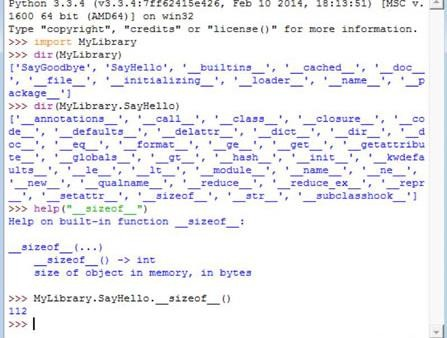 Python 3.3.4 (v3.3.4:7ff62415e426, Feb 10 2014, 18:13:51) [MSC v.
1600 64 bit (AMD64)] on win32
Type "copyright", "credits" or "license()" for more information.
>>> import MyLibrary
>>> dir(MyLibrary)
['SayGoodbye', 'SayHello', '__builtins__', '__cached__', '__doc__
', '__file__', '__initializing__', '__loader__', '__name__', '__p
ackage__']
>>> dir(MyLibrary.SayHello)
['__annotations__', '__call__', '__class__', '__closure__', '__co
de__', '__defaults__', '__delattr__', '__dict__', '__dir__', '__d
oc__', '__eq__', '__format__', '__ge__', '__get__', '__getattribu
te__', '__globals__', '__gt__', '__hash__', '__init__', '__kwdefa
ults__', '__le__', '__lt__', '__module__', '__name__', '__ne__',
'__new__', '__qualname__', '__reduce__', '__reduce_ex__', '__repr
__', '__setattr__', '__sizeof__', '__str__', '__subclasshook__']
>>> help("__sizeof__")
Help on built-in function __sizeof__:
__sizeof__(...)
__sizeof__() -> int
size of object in memory, in bytes
>>> MyLibrary.SayHello.__sizeof__()
112
>>>